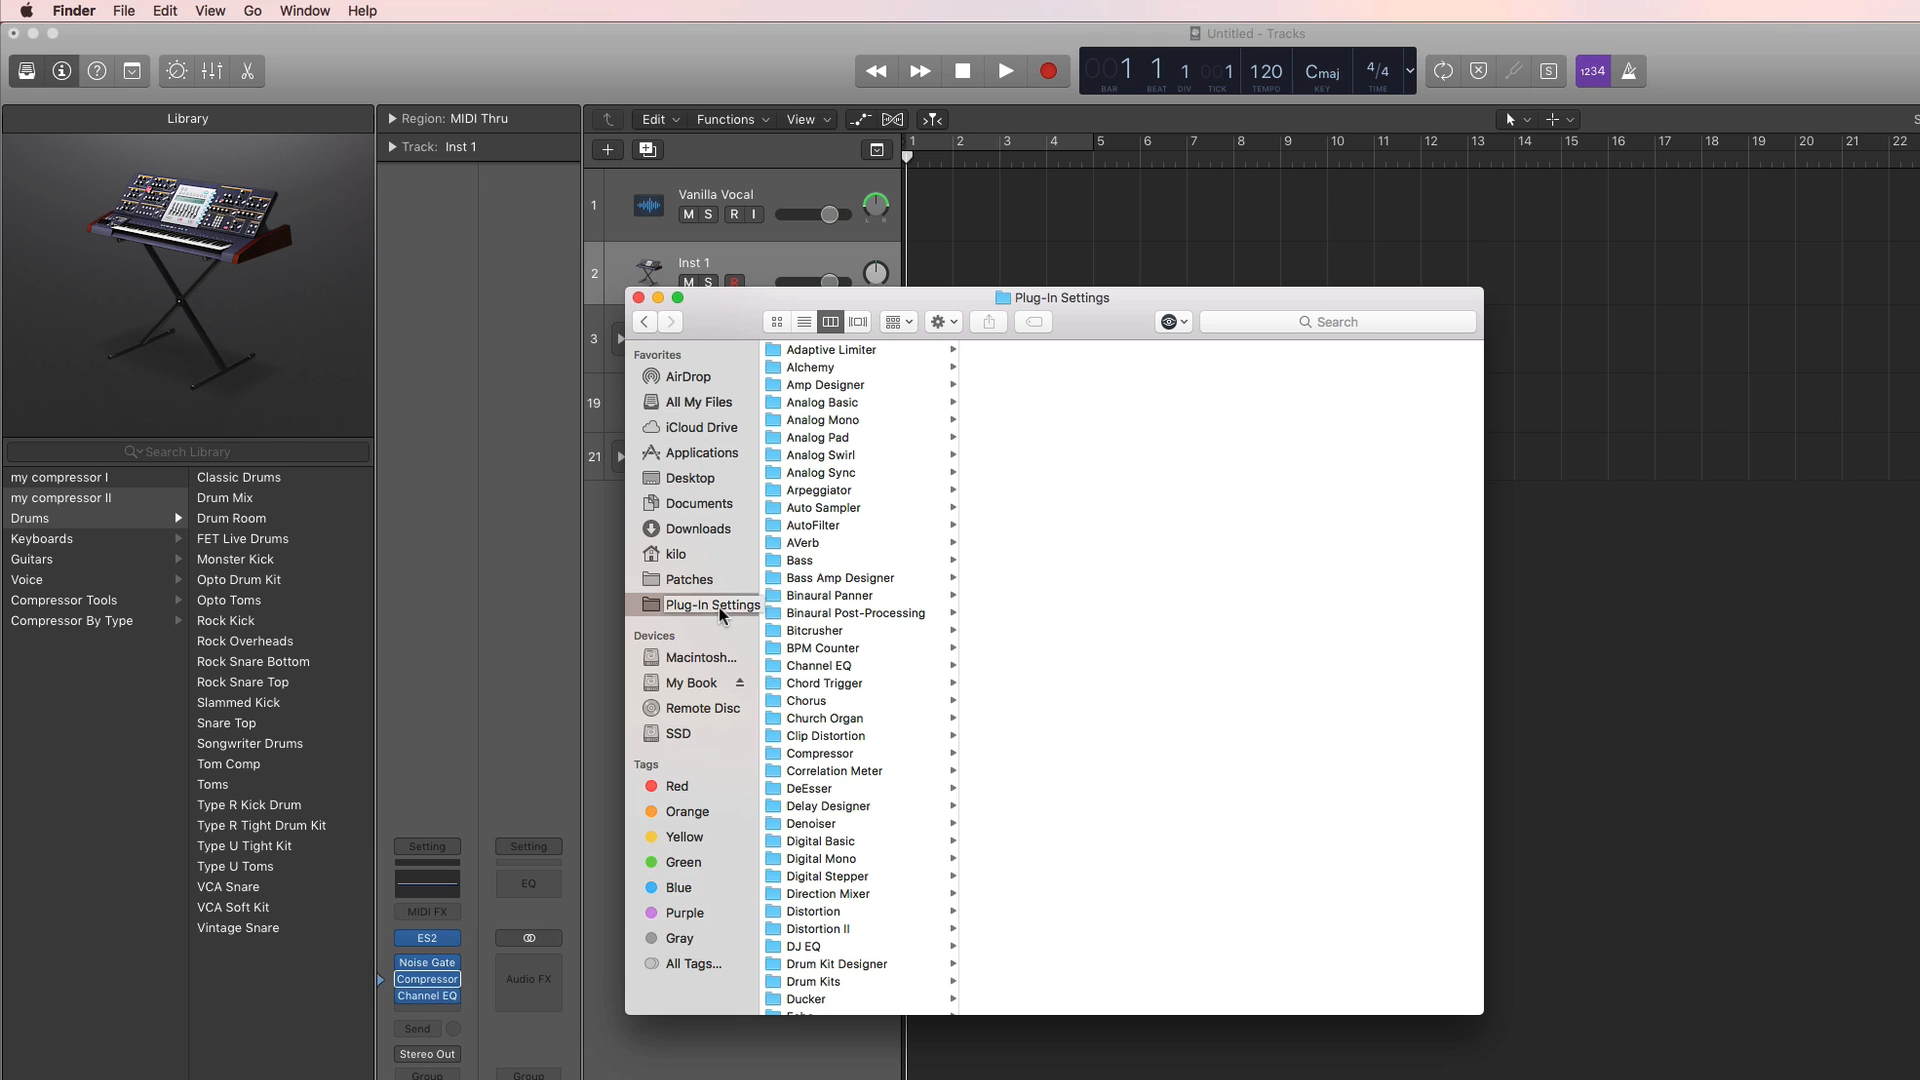 Finder File Edit View Go Window Help
Untitled - Tracks
001 1 1 001 120 Cmaj 4/4
BAR BEAT DIV TICK TEMPO KEY TIME
S 1234
Library
Region: MIDI Thru
Track: Inst 1
Edit Functions View S
1 2 3 4 5 6 7 8 9 10 11 12 13 14 15 16 17 18 19 20 21 22
1 Vanilla Vocal
M S R I
L R
2 Inst 1
M S R
3
19
21
Search Library
my compressor I
my compressor II
Drums
Keyboards
Guitars
Voice
Compressor Tools
Compressor By Type
Classic Drums
Drum Mix
Drum Room
FET Live Drums
Monster Kick
Opto Drum Kit
Opto Toms
Rock Kick
Rock Overheads
Rock Snare Bottom
Rock Snare Top
Slammed Kick
Snare Top
Songwriter Drums
Tom Comp
Toms
Type R Kick Drum
Type R Tight Drum Kit
Type U Tight Kit
Type U Toms
VCA Snare
VCA Soft Kit
Vintage Snare
Setting
MIDI FX
ES2
Noise Gate
Compressor
Channel EQ
Send
Stereo Out
Group
Setting
EQ
Audio FX
Group
Plug-In Settings
Search
Favorites
AirDrop
All My Files
iCloud Drive
Applications
Desktop
Documents
Downloads
kilo
Patches
Plug-In Settings
Devices
Macintosh...
My Book
Remote Disc
SSD
Tags
Red
Orange
Yellow
Green
Blue
Purple
Gray
All Tags...
Adaptive Limiter
Alchemy
Amp Designer
Analog Basic
Analog Mono
Analog Pad
Analog Swirl
Analog Sync
Arpeggiator
Auto Sampler
AutoFilter
AVerb
Bass
Bass Amp Designer
Binaural Panner
Binaural Post-Processing
Bitcrusher
BPM Counter
Channel EQ
Chord Trigger
Chorus
Church Organ
Clip Distortion
Compressor
Correlation Meter
DeEsser
Delay Designer
Denoiser
Digital Basic
Digital Mono
Digital Stepper
Direction Mixer
Distortion
Distortion II
DJ EQ
Drum Kit Designer
Drum Kits
Ducker